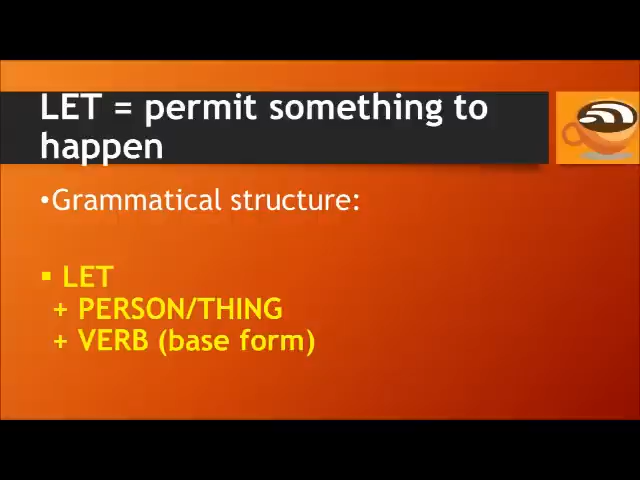 LET = permit something to
happen
•Grammatical structure:
▪ LET
+ PERSON/THING
+ VERB (base form)